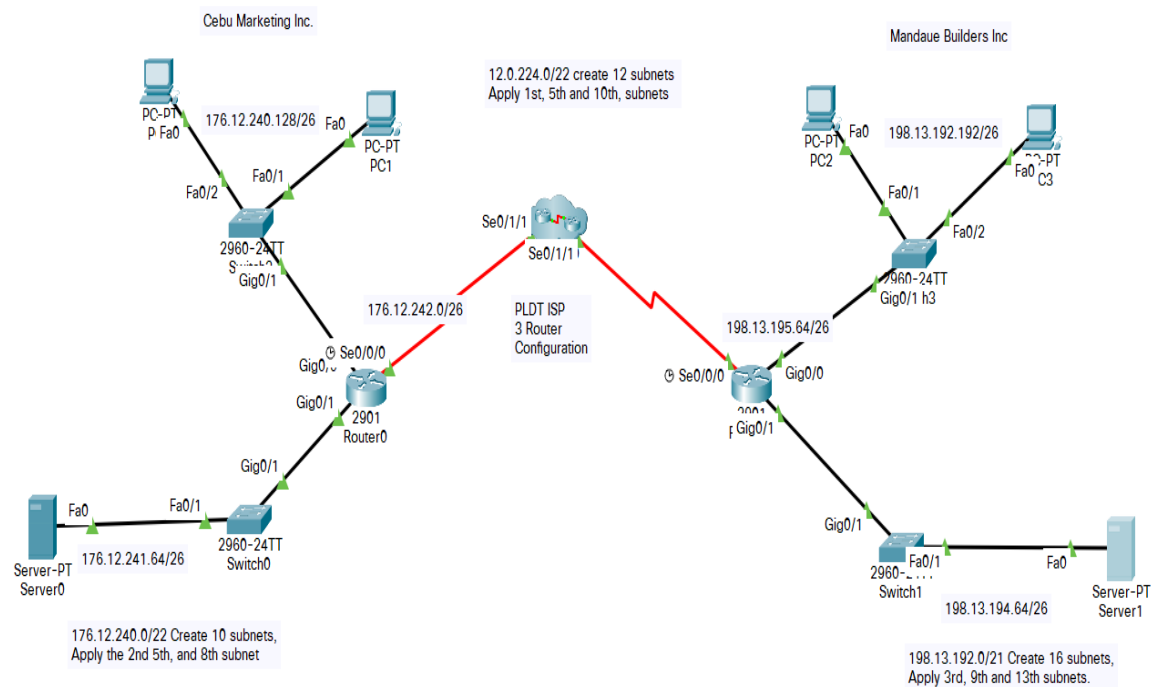 Cebu Marketing Inc.
Mandaue Builders Inc
12.0.224.0/22 create 12 subnets
Apply 1st, 5th and 10th, subnets
PC-PT
Fa0
176.12.240.128/26
Fa0
PC-PT
PC1
Fa0/2
Fa0/1
2960-24TT
Gig0/1
PC-PT
PC2
Fa0
198.13.192.192/26
Fa0
Fa0/1
Fa0/2
2960-24TT
Gig0/1
Se0/1/1
Se0/1/1
176.12.242.0/26
PLDT ISP
3 Router
Configuration
198.13.195.64/26
Se0/0/0
Gig0/1
2901
Router0
Se0/0/0
Gig0/0
Gig0/1
Gig0/1
Fa0
Fa0/1
2960-24TT
Switch0
176.12.241.64/26
Server-PT
Server0
Gig0/1
Fa0/1
Switch1
Fa0
198.13.194.64/26
Server-PT
Server1
176.12.240.0/22 Create 10 subnets,
Apply the 2nd 5th, and 8th subnet
198.13.192.0/21 Create 16 subnets,
Apply 3rd, 9th and 13th subnets.